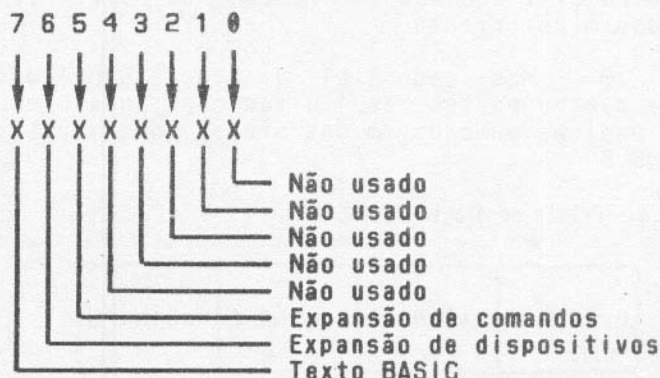 7 6 5 4 3 2 1 0
X X X X X X X X
Não usado
Não usado
Não usado
Não usado
Não usado
Expansão de comandos
Expansão de dispositivos
Texto BASIC